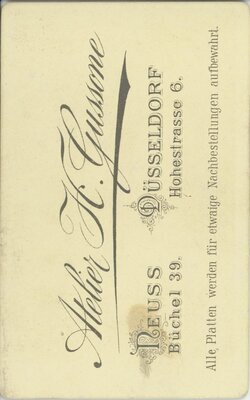 Atelier H. Gussone
NEUSS DÜSSELDORF
Büchel 39. Hohestrasse 6.
Alle Platten werden für etwaige Nachbestellungen aufbewahrt.